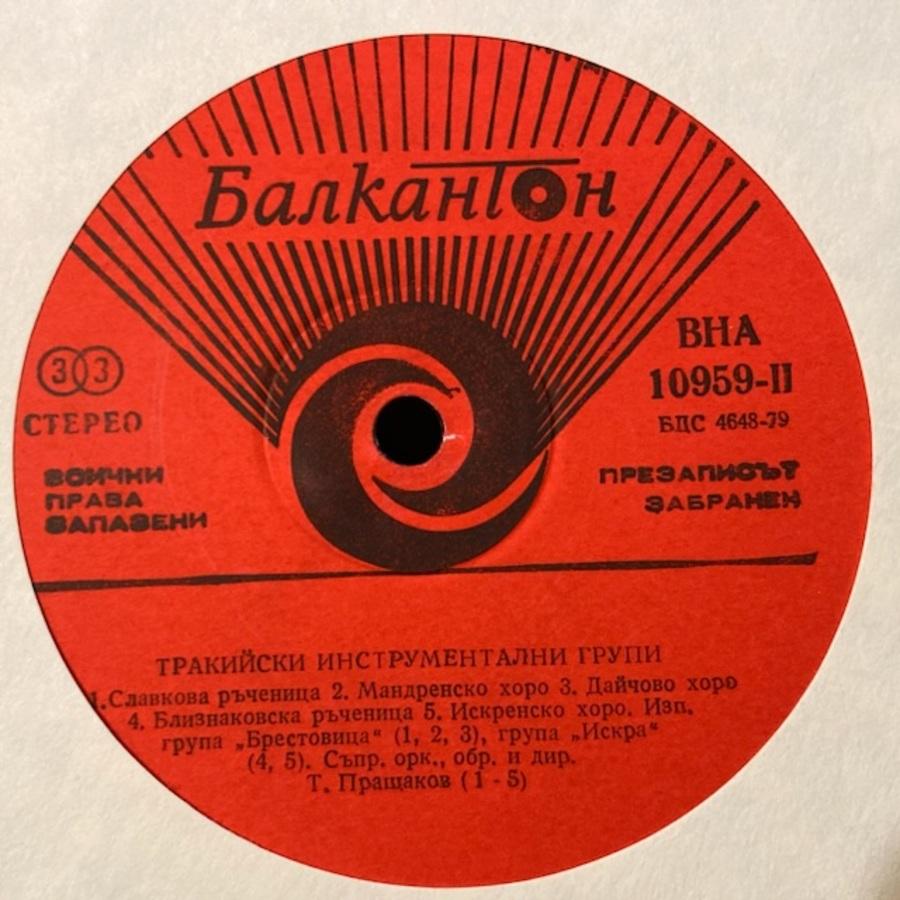 Балкантон
ВНА
10959-II
БДС 4648-79
33
СТЕРЕО
ВСИЧКИ
ПРАВА
ЗАПАЗЕНИ
ПРЕЗАПИСЪТ
ЗАБРАНЕН
ТРАКИЙСКИ ИНСТРУМЕНТАЛНИ ГРУПИ
1.Славкова ръченица 2. Мандренско хоро 3. Дайчово хоро
4. Близнаковска ръченица 5. Искренско хоро. Изп.
група „Брестовица“ (1, 2, 3), група „Искра“
(4, 5). Съпр. орк., обр. и дир.
Т. Пращаков (1 - 5)